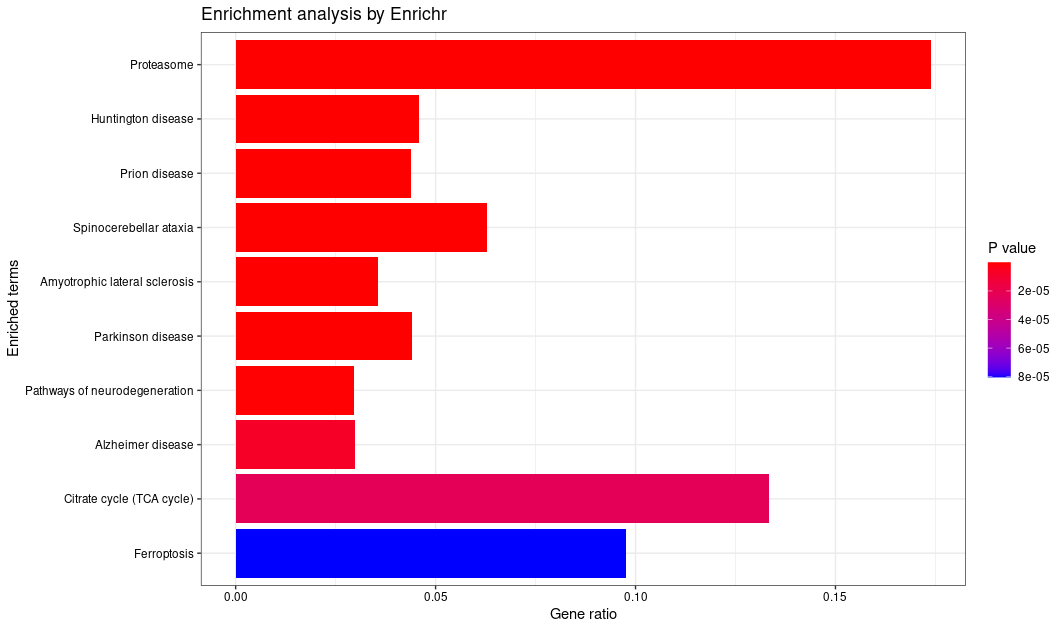 Enrichment analysis by Enrichr
Enriched terms
Proteasome
Huntington disease
Prion disease
Spinocerebellar ataxia
Amyotrophic lateral sclerosis
Parkinson disease
Pathways of neurodegeneration
Alzheimer disease
Citrate cycle (TCA cycle)
Ferroptosis
0.00
0.05
0.10
0.15
Gene ratio
P value
2e-05
4e-05
6e-05
8e-05